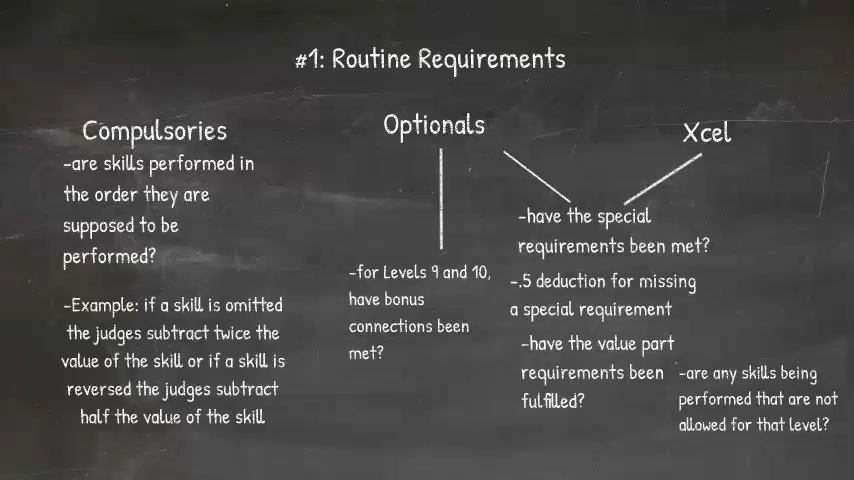 #1: Routine Requirements
Compulsories
-are skills performed in
the order they are
supposed to be
performed?
-Example: if a skill is omitted
the judges subtract twice the
value of the skill or if a skill is
reversed the judges subtract
half the value of the skill
Optionals
-for Levels 9 and 10,
have bonus
connections been
met?
Xcel
-have the special
requirements been met?
-.5 deduction for missing
a special requirement
-have the value part
requirements been
fulfilled?
-are any skills being
performed that are not
allowed for that level?